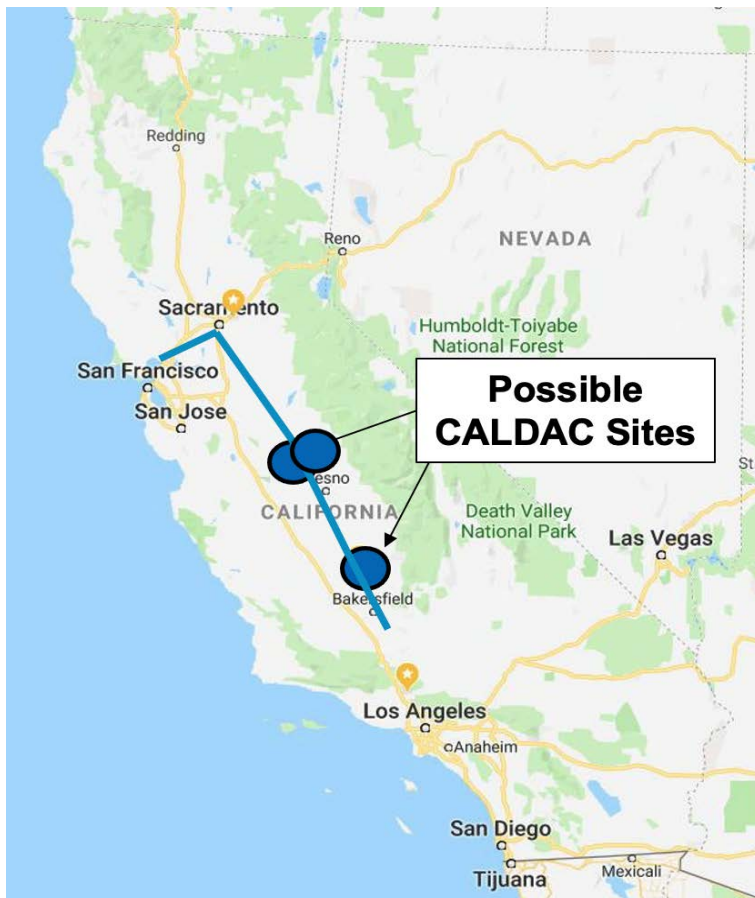 Redding
Reno
NEVADA
Sacramento
Humboldt-Toiyabe
National Forest
San Francisco
San Jose
Possible
CALDAC Sites
CALIFORNIA
Death Valley
National Park
Las Vegas
Bakersfield
Los Angeles
Anaheim
San Diego
Tijuana
Mexicali